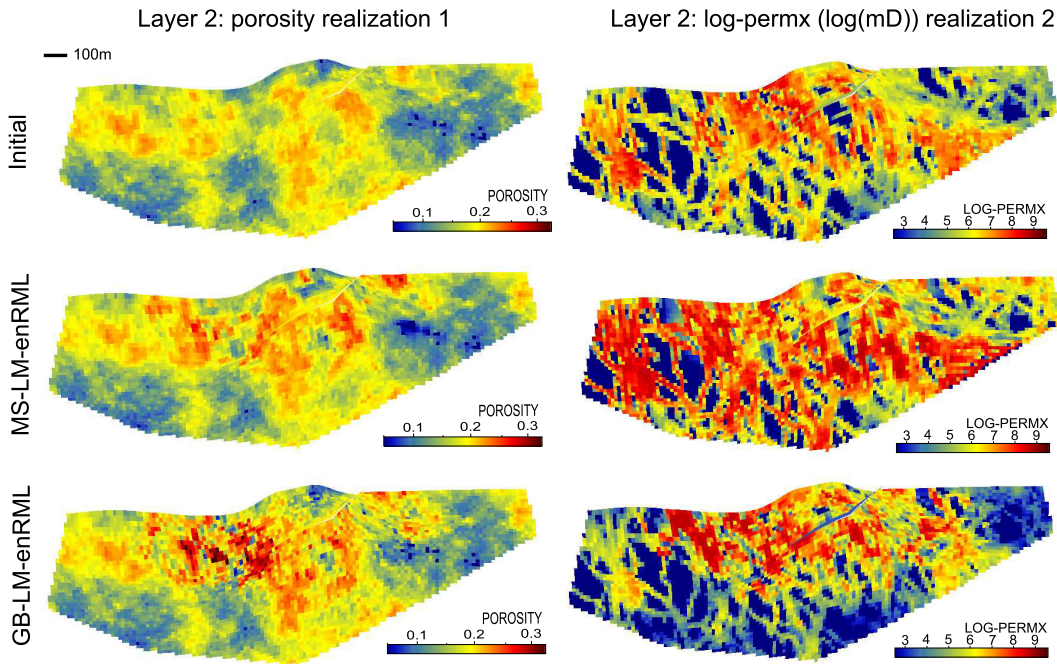 Layer 2: porosity realization 1
Layer 2: log-permx (log(mD)) realization 2
100m
Initial
POROSITY
0.1 0.2 0.3
LOG-PERMX
3 4 5 6 7 8 9
MS-LM-enRML
POROSITY
0.1 0.2 0.3
LOG-PERMX
3 4 5 6 7 8 9
GB-LM-enRML
POROSITY
0.1 0.2 0.3
LOG-PERMX
3 4 5 6 7 8 9